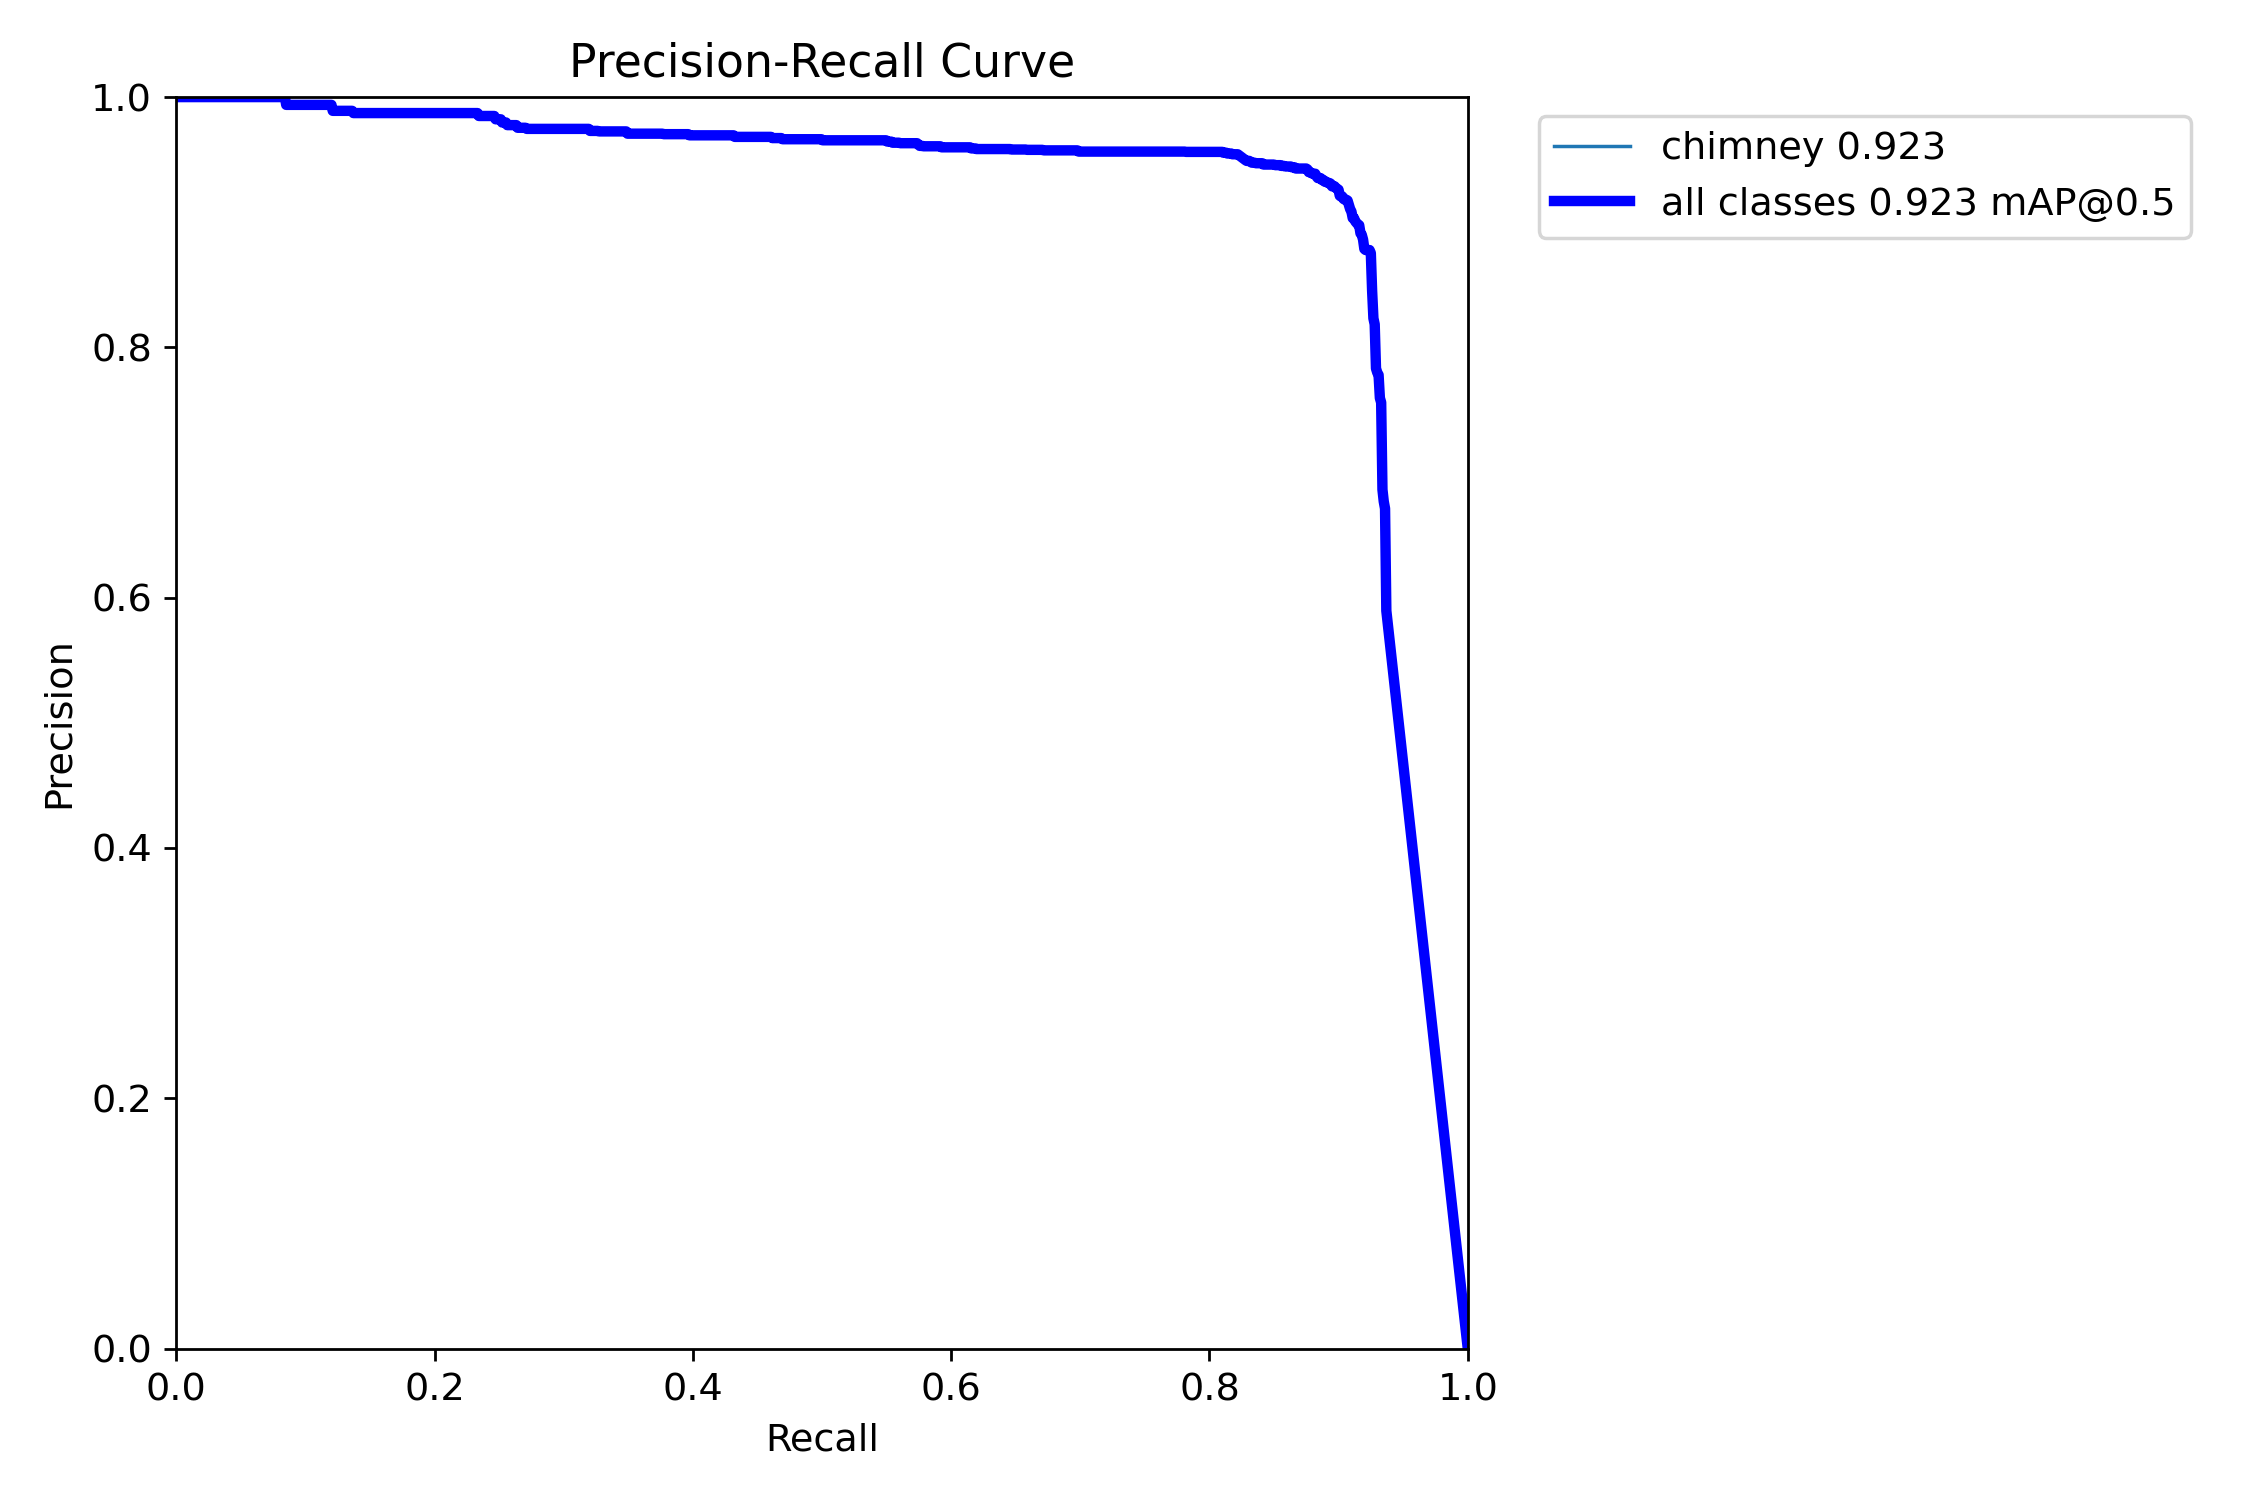 Precision-Recall Curve
chimney 0.923
all classes 0.923 mAP@0.5
1.0
0.8
0.6
0.4
0.2
0.0
Precision
0.0 0.2 0.4 0.6 0.8 1.0
Recall